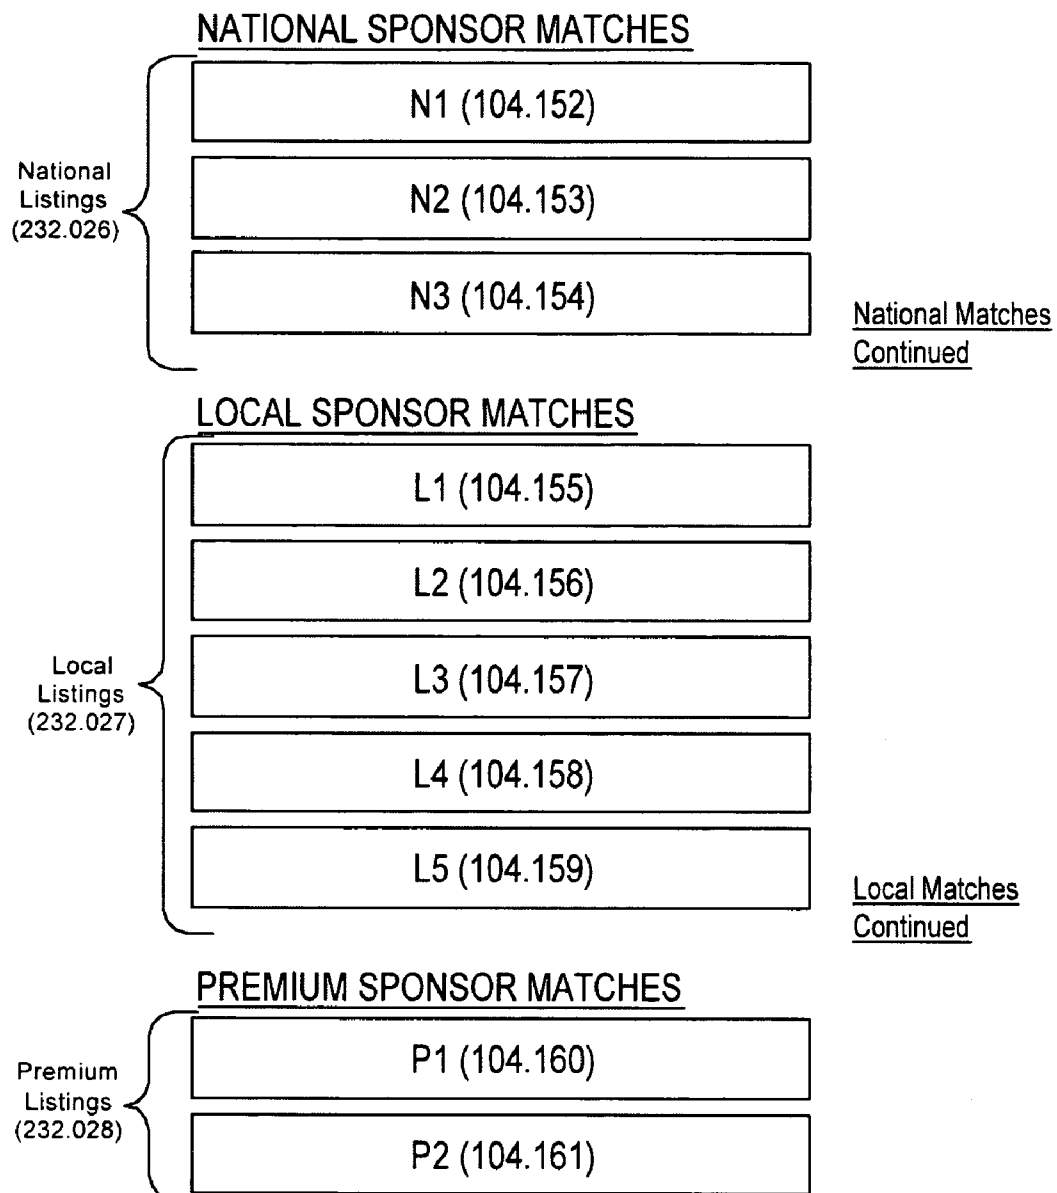 NATIONAL SPONSOR MATCHES
N1 (104.152)
National
Listings
(232.026)
N2 (104.153)
N3 (104.154)
National Matches
Continued
LOCAL SPONSOR MATCHES
L1 (104.155)
L2 (104.156)
Local
Listings
(232.027)
L3 (104.157)
L4 (104.158)
L5 (104.159)
Local Matches
Continued
PREMIUM SPONSOR MATCHES
P1 (104.160)
Premium
Listings
(232.028)
P2 (104.161)